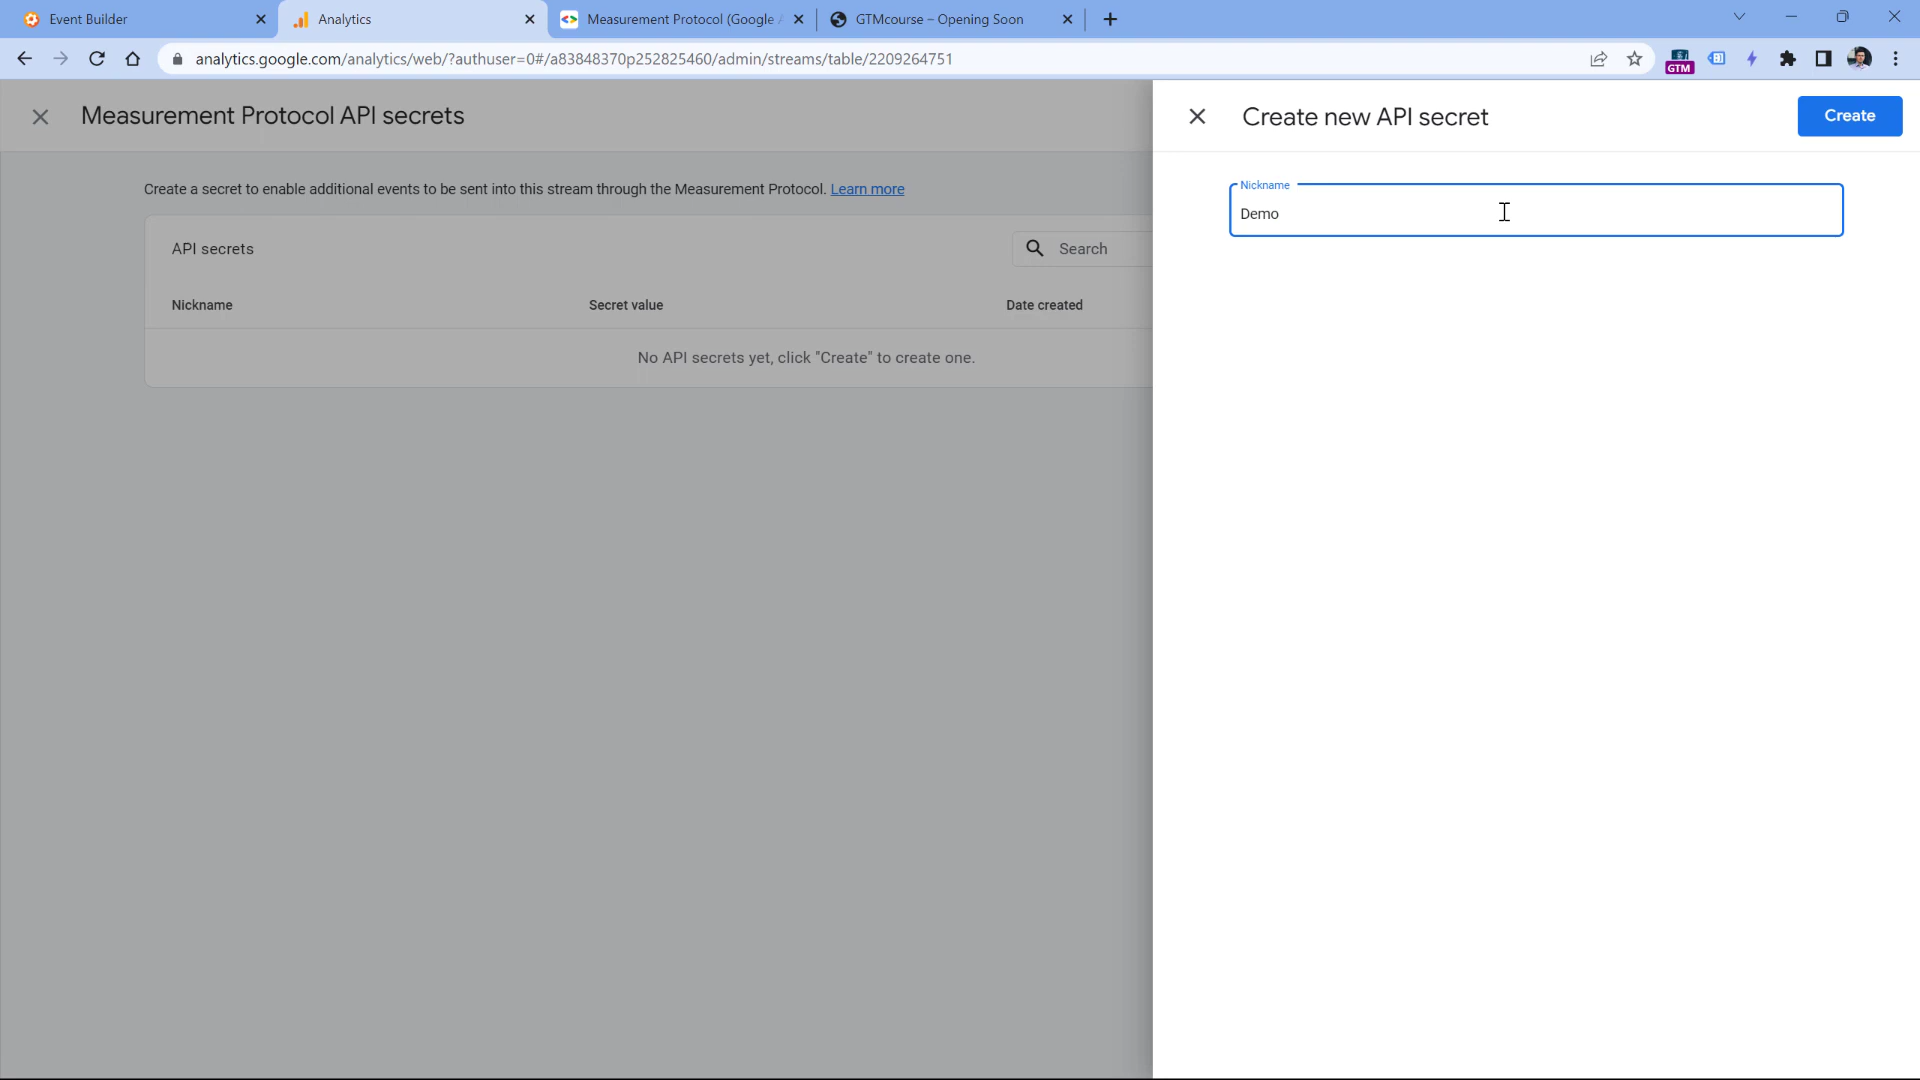 Event Builder
Analytics
Measurement Protocol (Google
GTMcourse – Opening Soon
analytics.google.com/analytics/web/?authuser=0#/a83848370p252825460/admin/streams/table/2209264751
GTM
Measurement Protocol API secrets
Create new API secret
Create
Create a secret to enable additional events to be sent into this stream through the Measurement Protocol. Learn more
Nickname
Demo
API secrets
Search
Nickname Secret value Date created
No API secrets yet, click "Create" to create one.